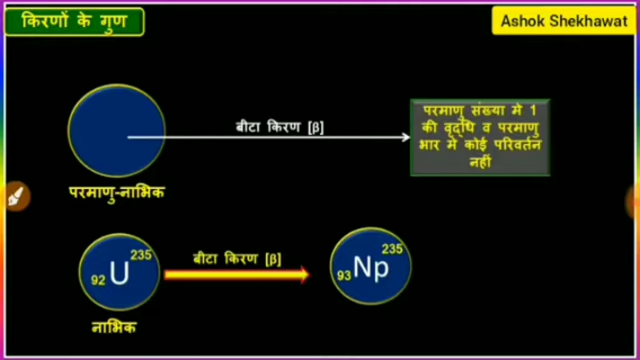 किरणों के गुण
Ashok Shekhawat
बीटा किरण [β]
परमाणु संख्या मे 1
की वृद्धि व परमाणु
भार मे कोई परिवर्तन
नहीं
परमाणु-नाभिक
92 U 235
बीटा किरण [β]
93 Np 235
नाभिक